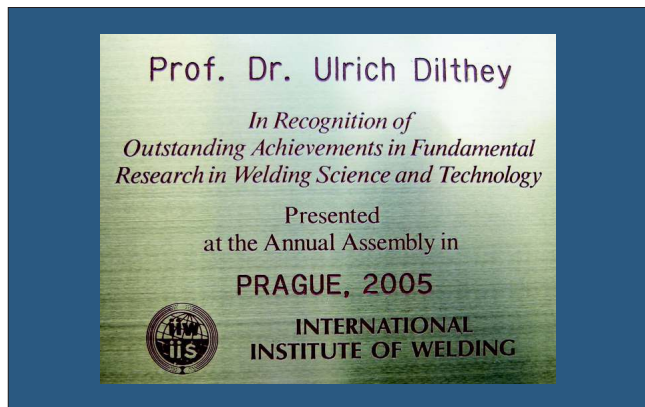 Prof. Dr. Ulrich Dilthey
In Recognition of
Outstanding Achievements in Fundamental
Research in Welding Science and Technology
Presented
at the Annual Assembly in
PRAGUE, 2005
iiw
iis
INTERNATIONAL
INSTITUTE OF WELDING